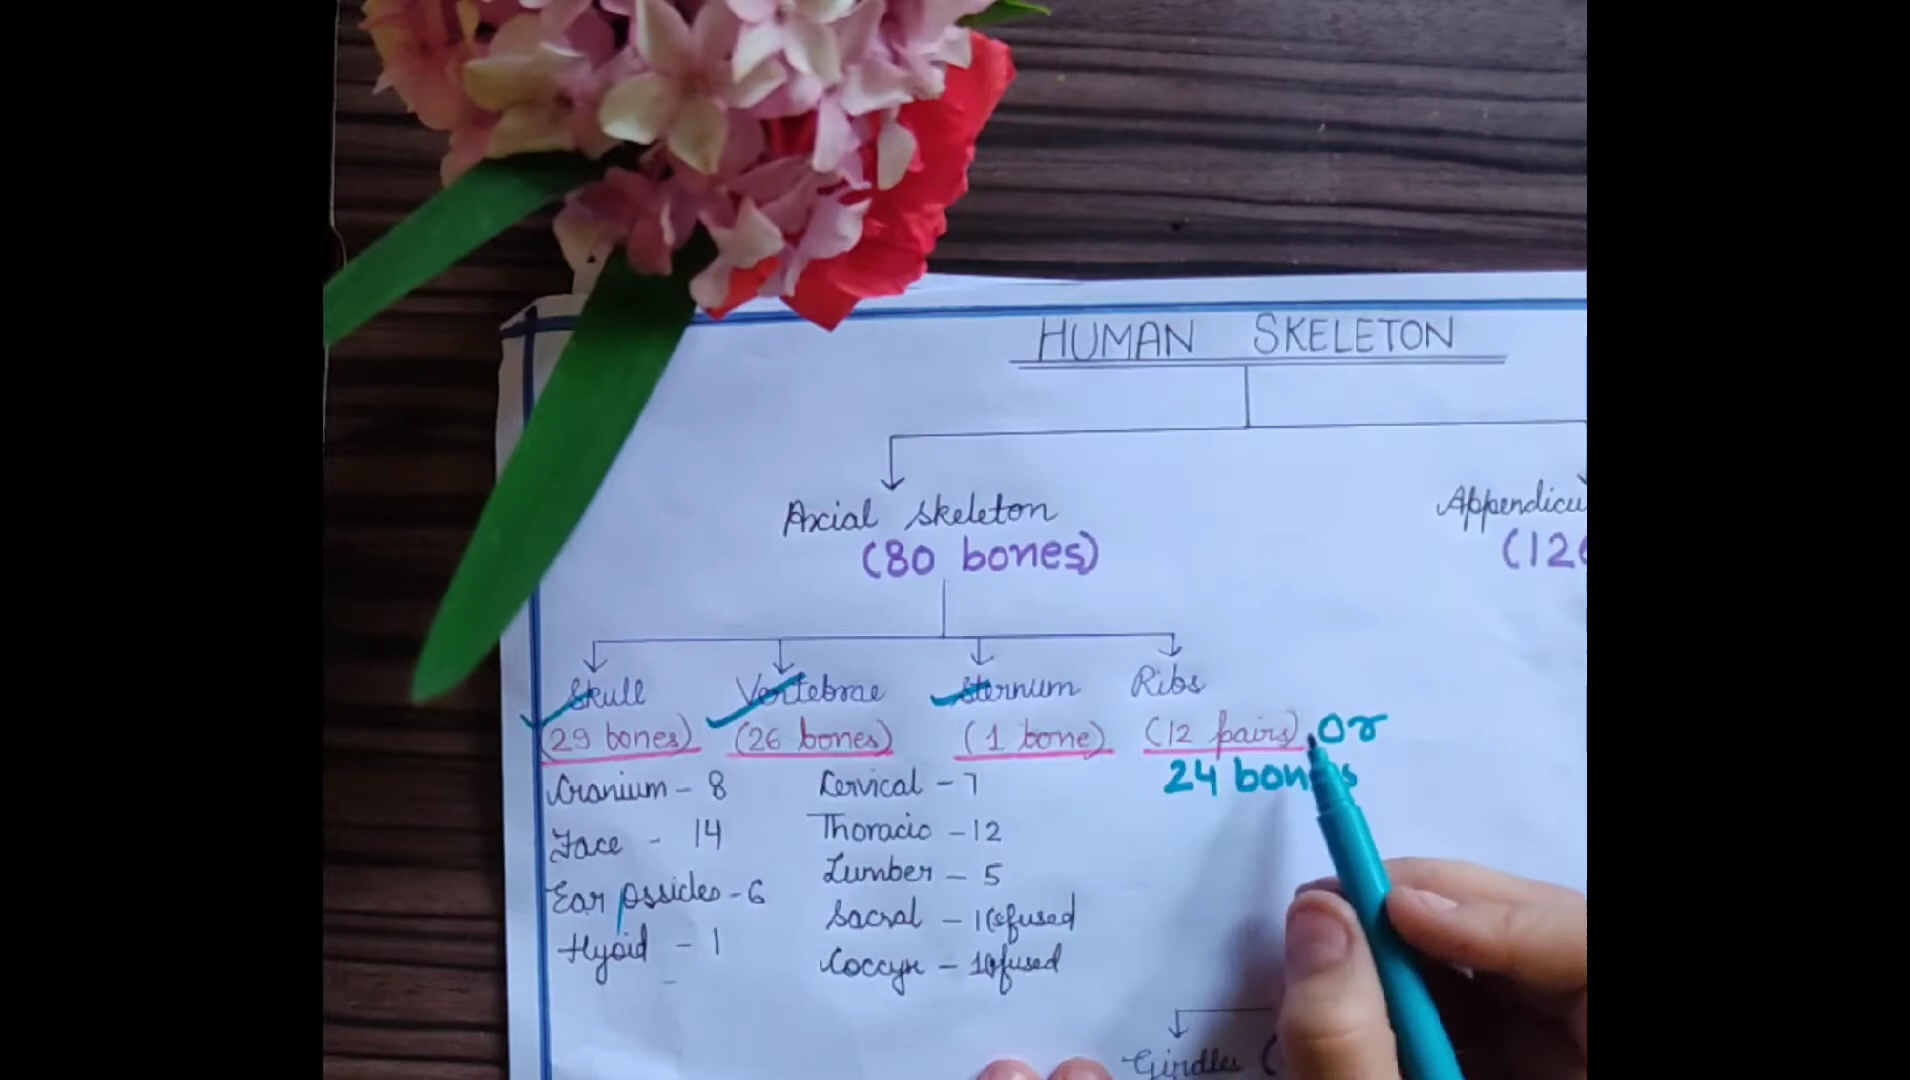 HUMAN SKELETON
Axial Skeleton
(80 bones)
Appendicu
(12
Skull
(29 bones)
Cranium - 8
Face - 14
Ear ossicles - 6
Hyoid - 1
Vertebrae
(26 bones)
Cervical - 7
Thoracic - 12
Lumber - 5
Sacral - 1(5fused
Coccyx - 1(4fused
Sternum
(1 bone)
Ribs
(12 pairs) or
24 bones
Girdles (